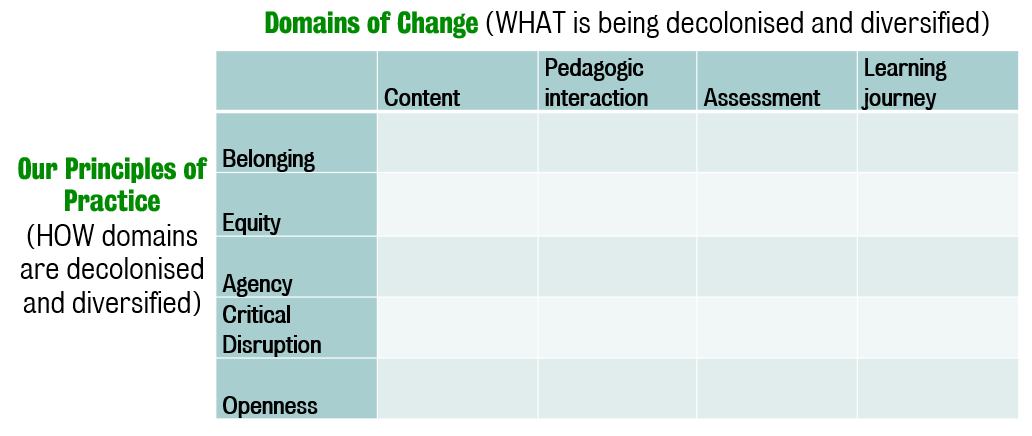 Domains of Change (WHAT is being decolonised and diversified)
Content
Pedagogic
interaction
Assessment
Learning
journey
Our Principles of
Practice
(HOW domains
are decolonised
and diversified)
Belonging
Equity
Agency
Critical
Disruption
Openness